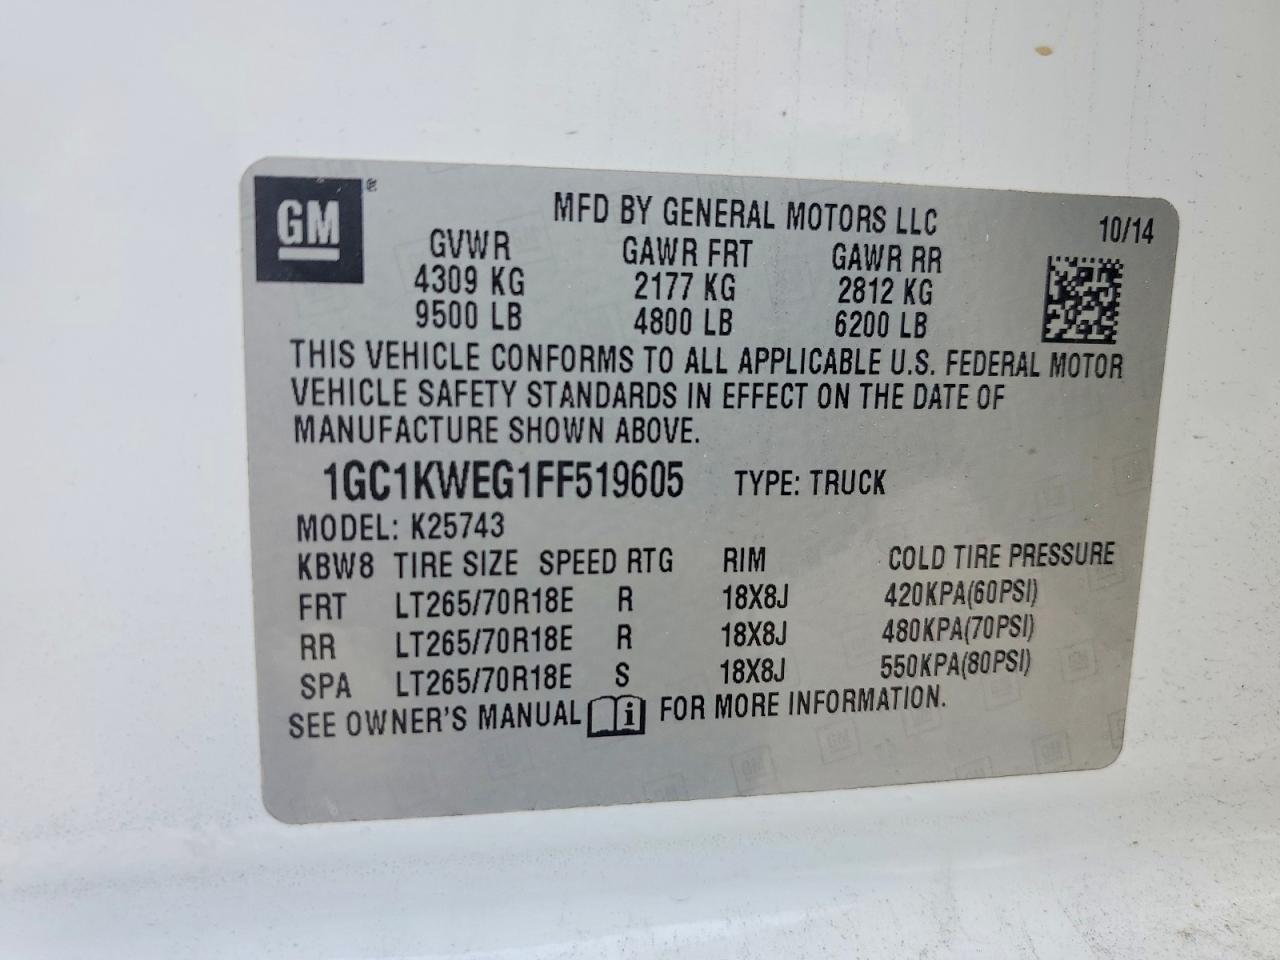 GM ®
MFD BY GENERAL MOTORS LLC 10/14
GVWR GAWR FRT GAWR RR
4309 KG 2177 KG 2812 KG
9500 LB 4800 LB 6200 LB
THIS VEHICLE CONFORMS TO ALL APPLICABLE U.S. FEDERAL MOTOR
VEHICLE SAFETY STANDARDS IN EFFECT ON THE DATE OF
MANUFACTURE SHOWN ABOVE.
1GC1KWEG1FF519605 TYPE: TRUCK
MODEL: K25743
KBW8 TIRE SIZE SPEED RTG RIM COLD TIRE PRESSURE
FRT LT265/70R18E R 18X8J 420KPA(60PSI)
RR LT265/70R18E R 18X8J 480KPA(70PSI)
SPA LT265/70R18E S 18X8J 550KPA(80PSI)
SEE OWNER'S MANUAL i FOR MORE INFORMATION.